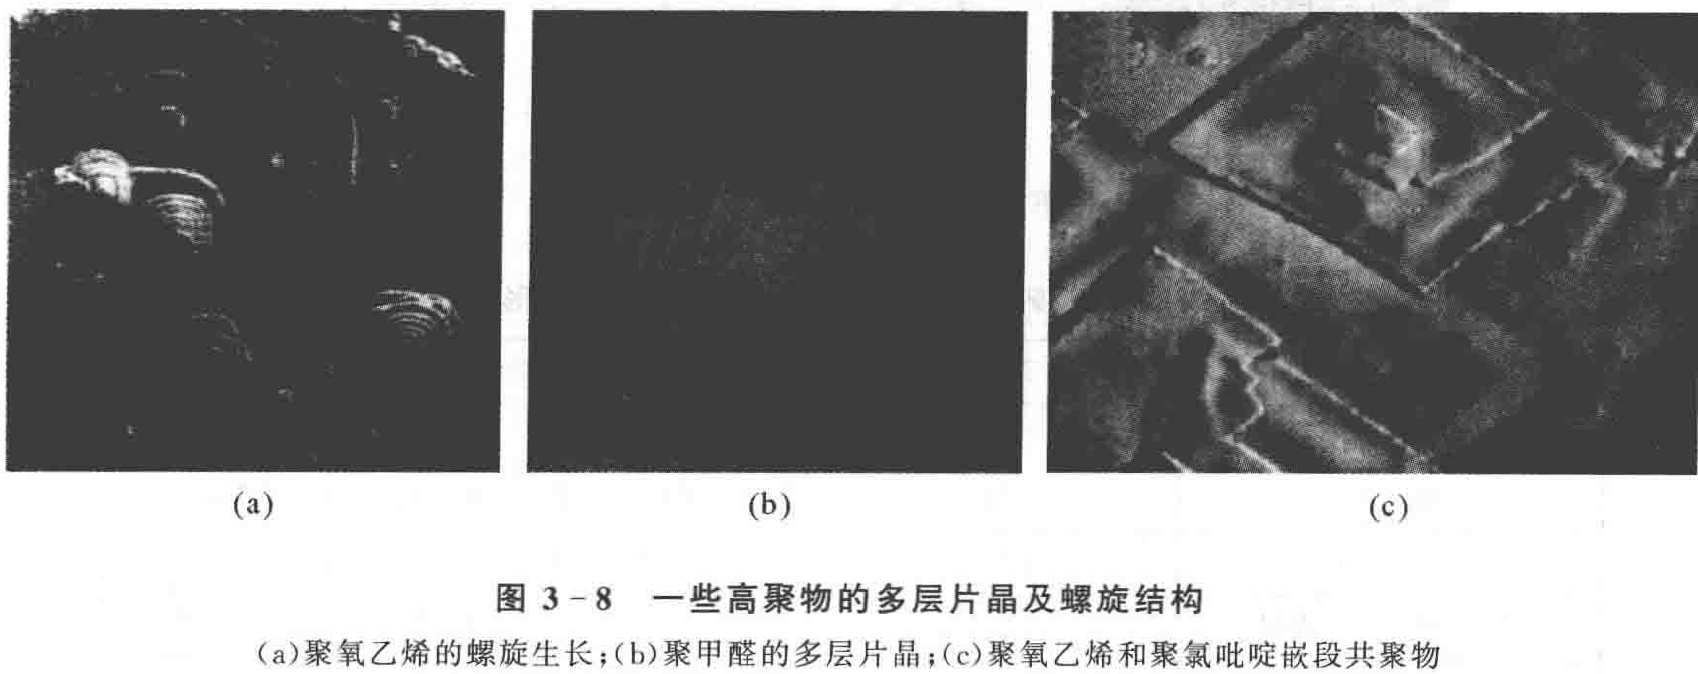 (a)
(b)
(c)
图 3-8 一些高聚物的多层片晶及螺旋结构
(a)聚氧乙烯的螺旋生长;(b)聚甲醛的多层片晶;(c)聚氧乙烯和聚氯吡啶嵌段共聚物